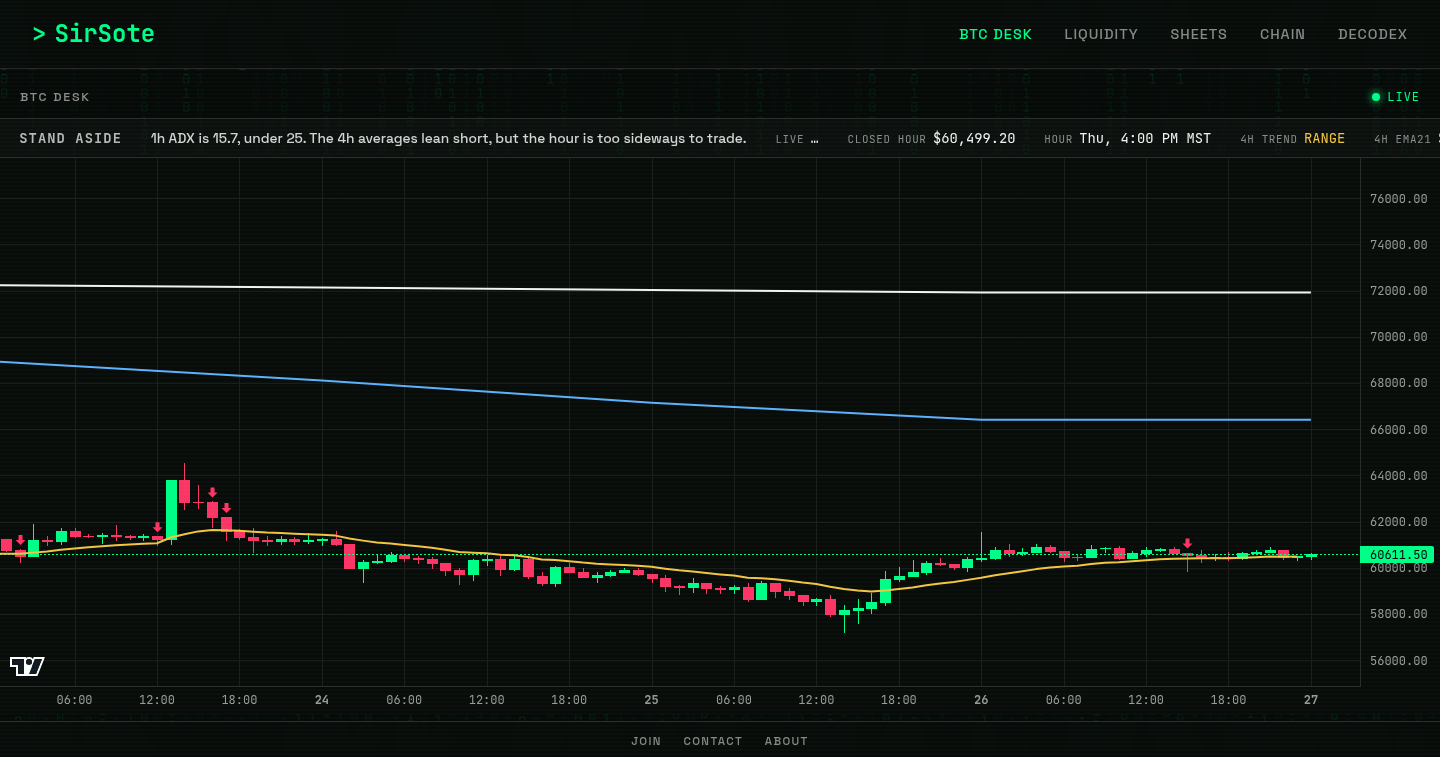 > SirSote
BTC DESK LIQUIDITY SHEETS CHAIN DECODEX
BTC DESK
LIVE
STAND ASIDE 1h ADX is 15.7, under 25. The 4h averages lean short, but the hour is too sideways to trade. LIVE … CLOSED HOUR $60,499.20 HOUR Thu, 4:00 PM MST 4H TREND RANGE 4H EMA21
76000.00
74000.00
72000.00
70000.00
68000.00
66000.00
64000.00
62000.00
60611.50
60000.00
58000.00
56000.00
06:00 12:00 18:00 24 06:00 12:00 18:00 25 06:00 12:00 18:00 26 06:00 12:00 18:00 27
JOIN CONTACT ABOUT